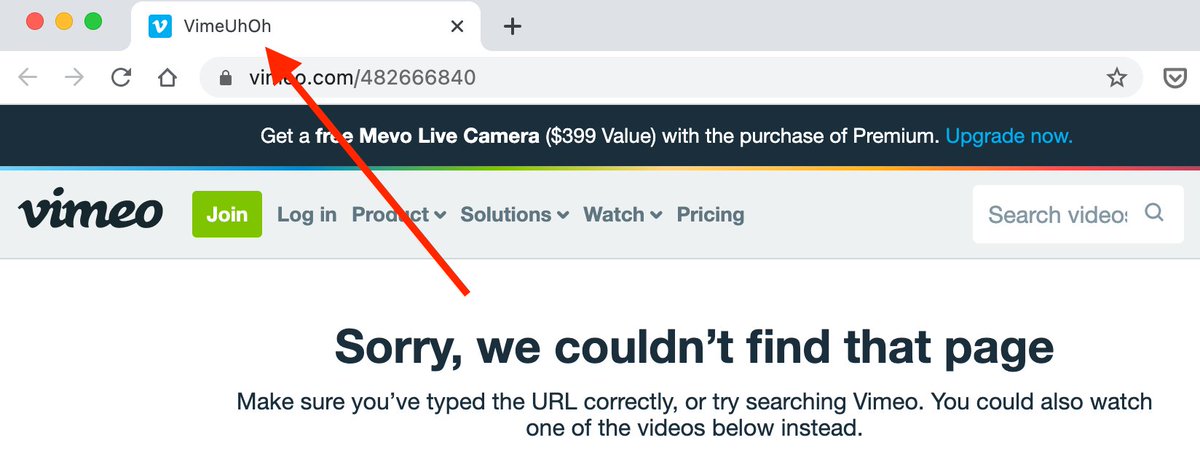 VimeUhOh
vimeo.com/482666840
Get a free Mevo Live Camera ($399 Value) with the purchase of Premium. Upgrade now.
vimeo Join Log in Product Solutions Watch Pricing Search videos
Sorry, we couldn’t find that page
Make sure you’ve typed the URL correctly, or try searching Vimeo. You could also watch
one of the videos below instead.